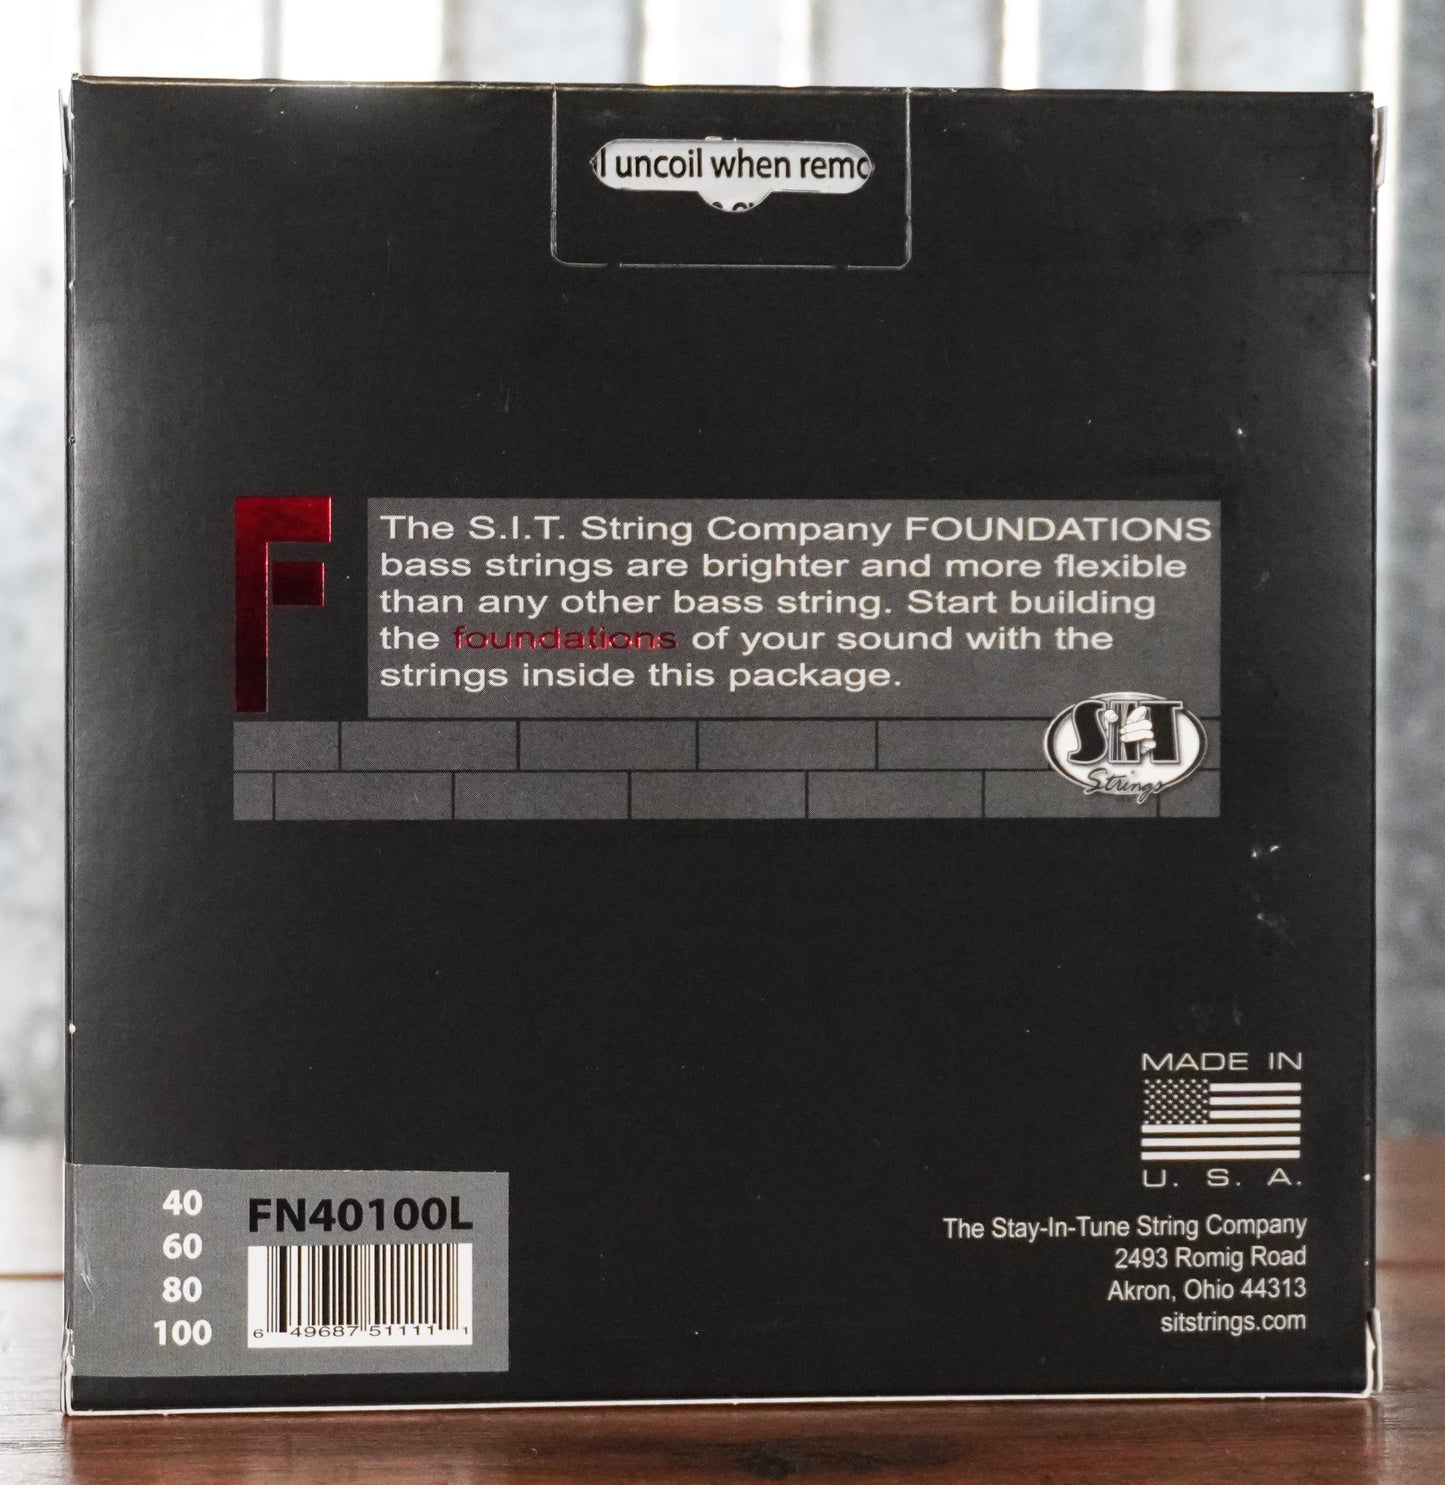 uncoil when
The S.I.T. String Company FOUNDATIONS
bass strings are brighter and more flexible
than any other bass string. Start building
the foundations of your sound with the
strings inside this package.
SIT
Strings
MADE IN
U. S. A.
The Stay-In-Tune String Company
2493 Romig Road
Akron, Ohio 44313
sitstrings.com
40
60
80
100
FN40100L
6 49687 51111 1
F